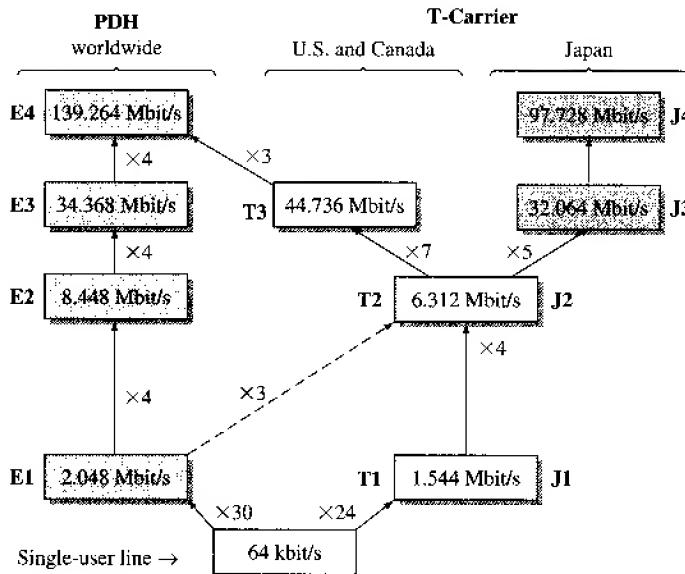 PDH
T-Carrier
worldwide
U.S. and Canada
Japan
E4 139.264 Mbit/s
97.728 Mbit/s J4
×4
×3
E3 34.368 Mbit/s
T3 44.736 Mbit/s
32.064 Mbit/s J3
×4
×7
×5
E2 8.448 Mbit/s
T2 6.312 Mbit/s J2
×4
×4
×3
E1 2.048 Mbit/s
T1 1.544 Mbit/s J1
×30
×24
Single-user line →
64 kbit/s